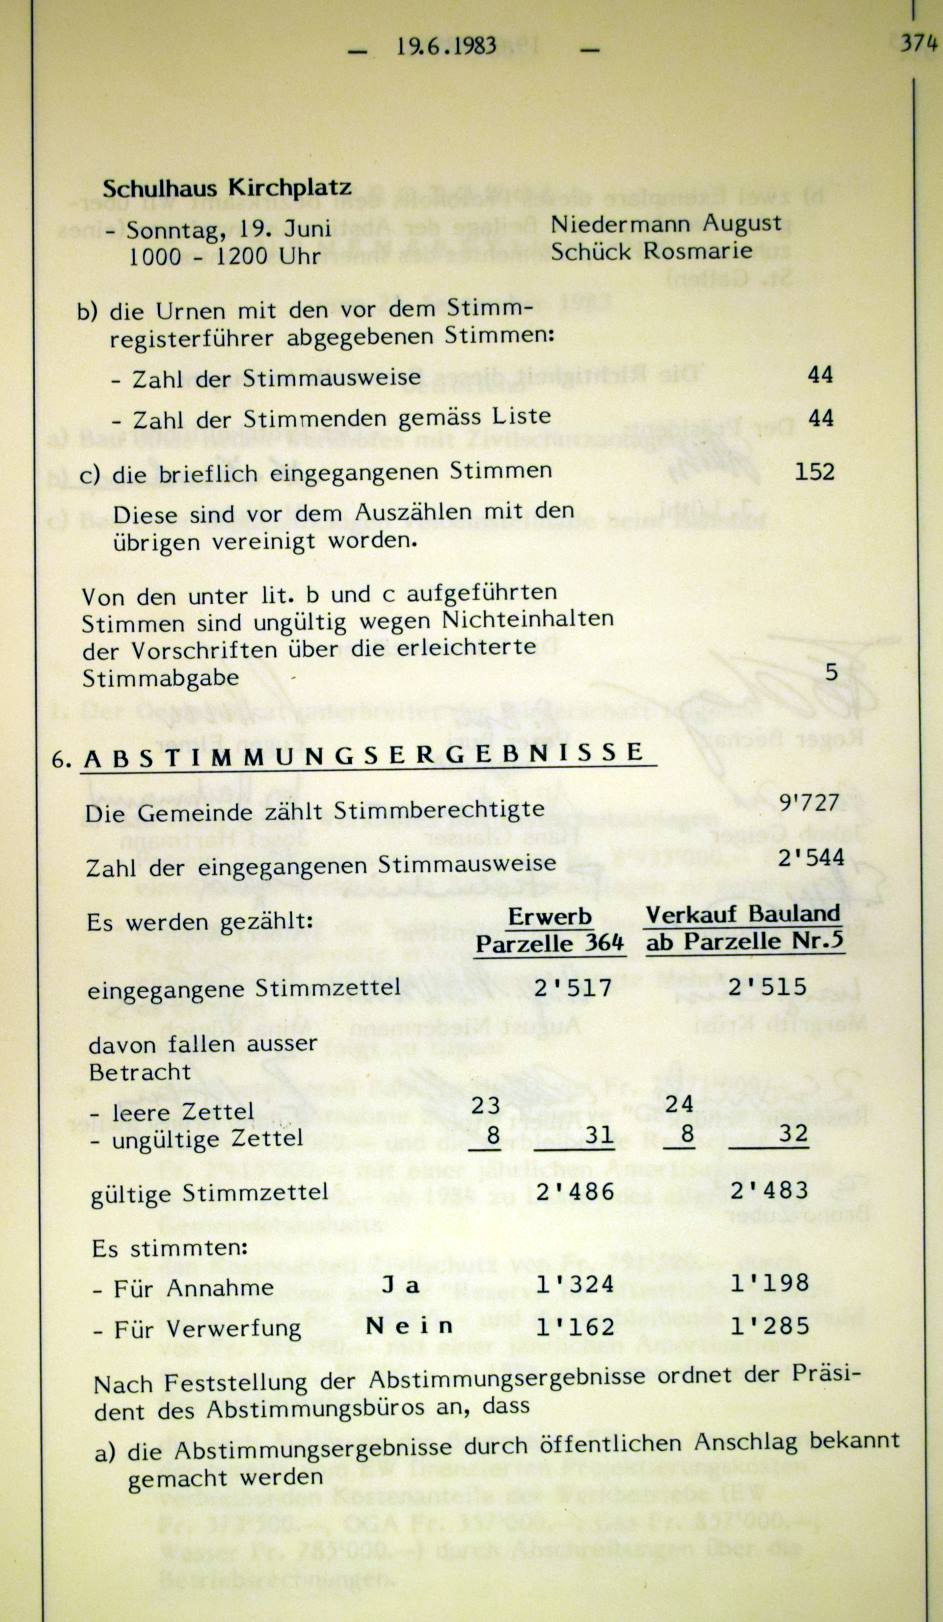 – 19.6.1983 – 374
Schulhaus Kirchplatz
- Sonntag, 19. Juni Niedermann August
1000 - 1200 Uhr Schück Rosmarie
b) die Urnen mit den vor dem Stimm-
registerführer abgegebenen Stimmen:
- Zahl der Stimmausweise 44
- Zahl der Stimmenden gemäss Liste 44
c) die brieflich eingegangenen Stimmen 152
Diese sind vor dem Auszählen mit den
übrigen vereinigt worden.
Von den unter lit. b und c aufgeführten
Stimmen sind ungültig wegen Nichteinhalten
der Vorschriften über die erleichterte
Stimmabgabe 5
6. ABSTIMMUNGSERGEBNISSE
Die Gemeinde zählt Stimmberechtigte 9'727
Zahl der eingegangenen Stimmausweise 2'544
Es werden gezählt: Erwerb Verkauf Bauland
Parzelle 364 ab Parzelle Nr.5
eingegangene Stimmzettel 2'517 2'515
davon fallen ausser
Betracht
- leere Zettel 23 24
- ungültige Zettel 8 31 8 32
gültige Stimmzettel 2'486 2'483
Es stimmten:
- Für Annahme Ja 1'324 1'198
- Für Verwerfung Nein 1'162 1'285
Nach Feststellung der Abstimmungsergebnisse ordnet der Präsi-
dent des Abstimmungsbüros an, dass
a) die Abstimmungsergebnisse durch öffentlichen Anschlag bekannt
gemacht werden